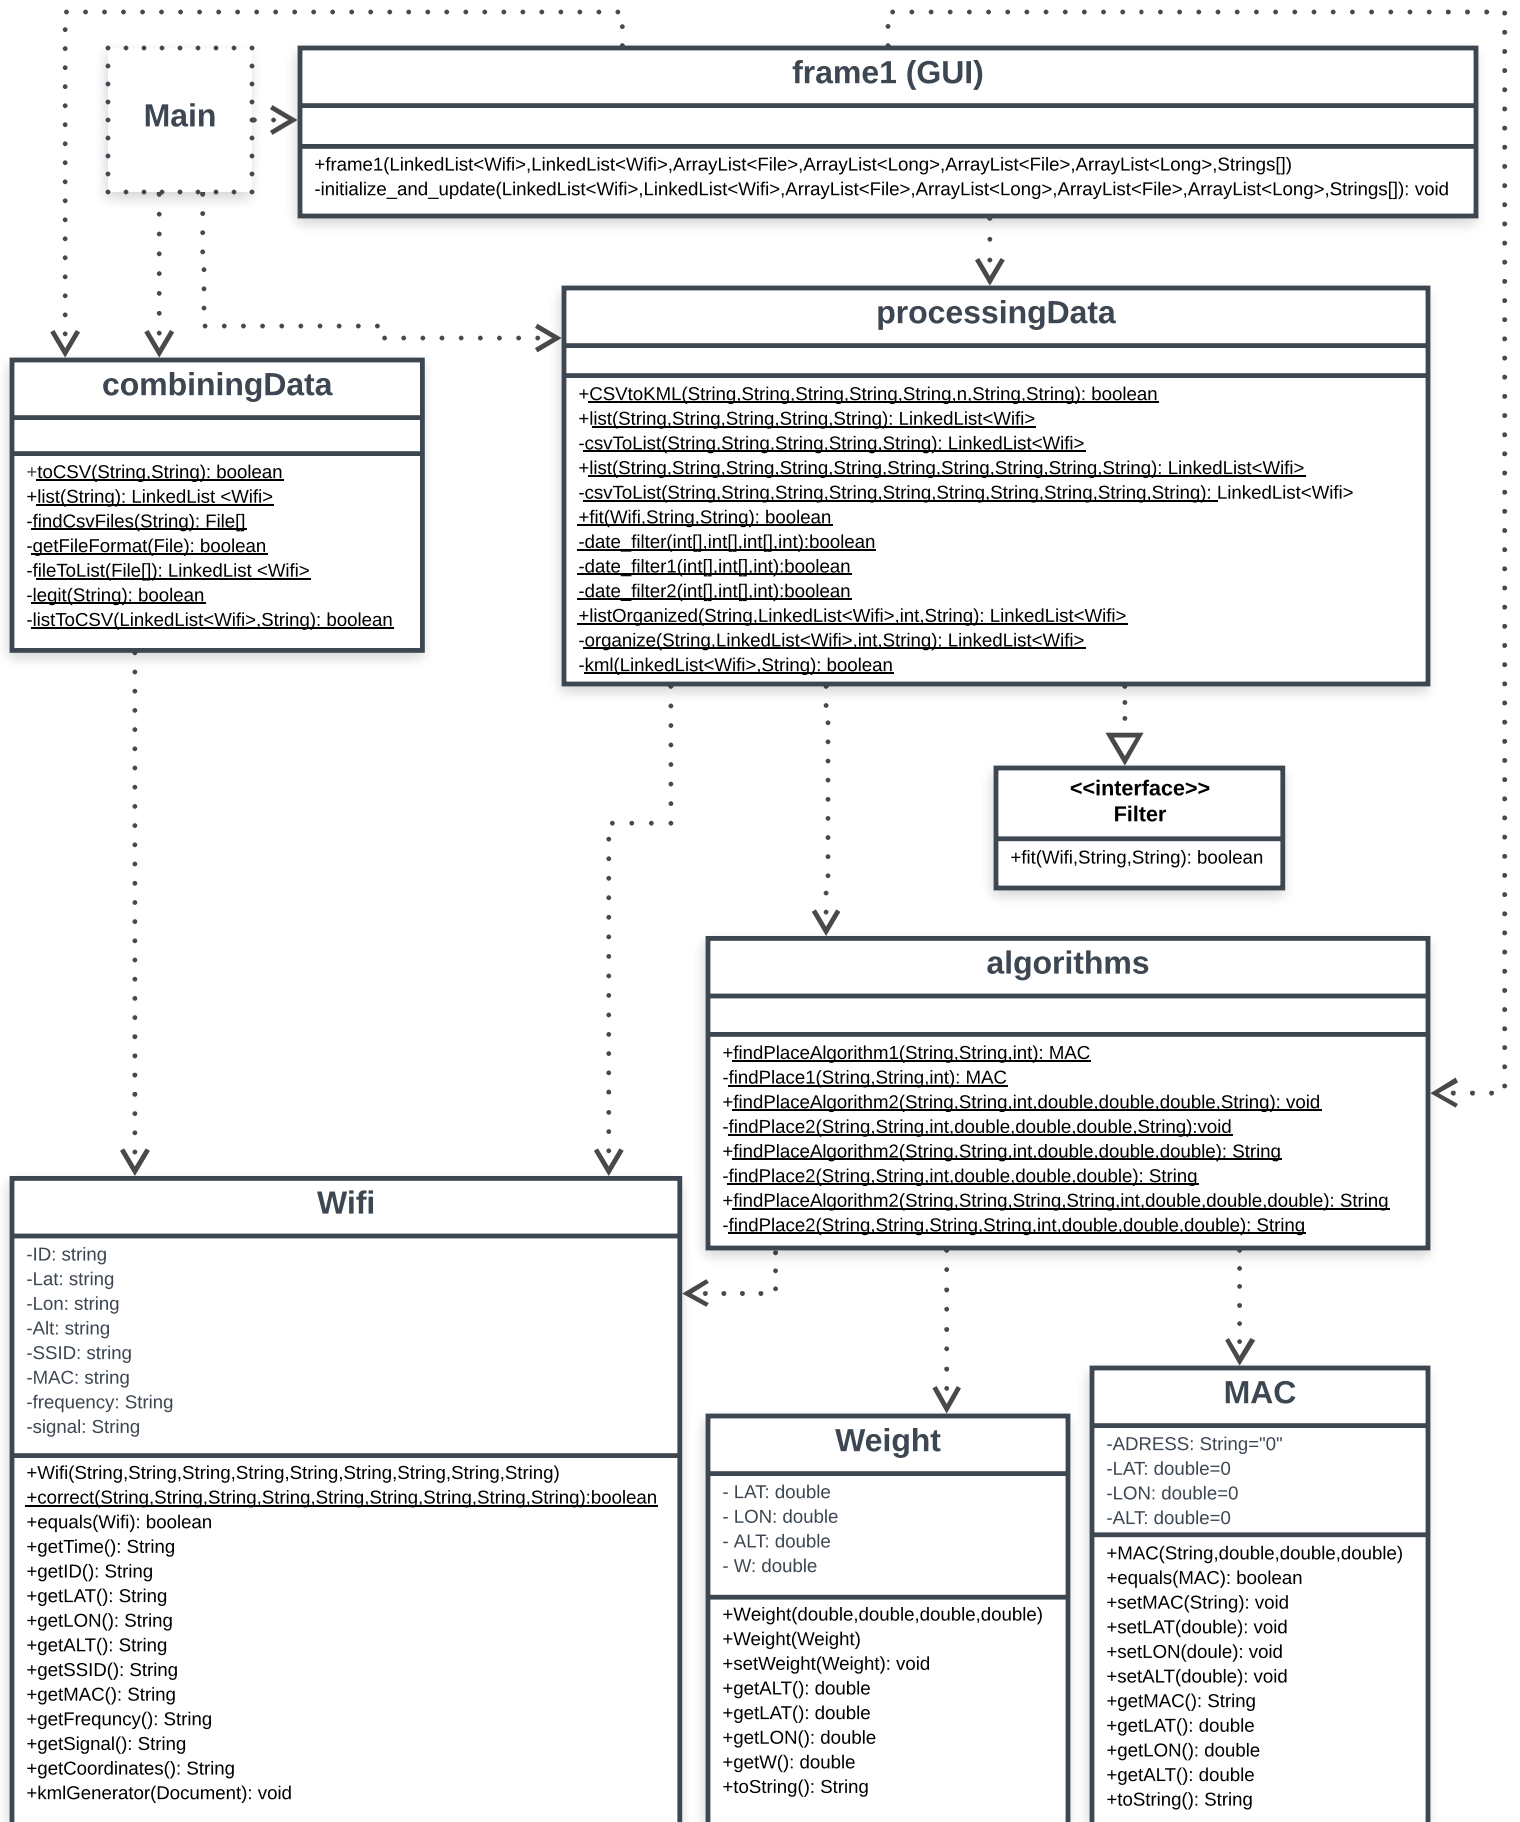 frame1 (GUI)
Main
+frame1(LinkedList<Wifi>,LinkedList<Wifi>,ArrayList<File>,ArrayList<Long>,ArrayList<File>,ArrayList<Long>,Strings[])
-initialize_and_update(LinkedList<Wifi>,LinkedList<Wifi>,ArrayList<File>,ArrayList<Long>,ArrayList<File>,ArrayList<Long>,Strings[]): void
processingData
+CSVtoKML(String,String,String,String,String,n,String,String): boolean
+list(String,String,String,String,String): LinkedList<Wifi>
-csvToList(String,String,String,String,String): LinkedList<Wifi>
+list(String,String,String,String,String,String,String,String,String,String): LinkedList<Wifi>
-csvToList(String,String,String,String,String,String,String,String,String,String): LinkedList<Wifi>
+fit(Wifi,String,String): boolean
-date_filter(int[],int[],int[],int):boolean
-date_filter1(int[],int[],int):boolean
-date_filter2(int[],int[],int):boolean
+listOrganized(String,LinkedList<Wifi>,int,String): LinkedList<Wifi>
-organize(String,LinkedList<Wifi>,int,String): LinkedList<Wifi>
-kml(LinkedList<Wifi>,String): boolean
combiningData
+toCSV(String,String): boolean
+list(String): LinkedList <Wifi>
-findCsvFiles(String): File[]
-getFileFormat(File): boolean
-fileToList(File[]): LinkedList <Wifi>
-legit(String): boolean
-listToCSV(LinkedList<Wifi>,String): boolean
<<interface>>
Filter
+fit(Wifi,String,String): boolean
algorithms
+findPlaceAlgorithm1(String,String,int): MAC
-findPlace1(String,String,int): MAC
+findPlaceAlgorithm2(String,String,int,double,double,double,String): void
-findPlace2(String,String,int,double,double,double,String):void
+findPlaceAlgorithm2(String,String,int,double,double,double): String
-findPlace2(String,String,int,double,double,double): String
+findPlaceAlgorithm2(String,String,String,String,int,double,double,double): String
-findPlace2(String,String,String,String,int,double,double,double): String
Wifi
-ID: string
-Lat: string
-Lon: string
-Alt: string
-SSID: string
-MAC: string
-frequency: String
-signal: String
+Wifi(String,String,String,String,String,String,String,String,String)
+correct(String,String,String,String,String,String,String,String,String):boolean
+equals(Wifi): boolean
+getTime(): String
+getID(): String
+getLAT(): String
+getLON(): String
+getALT(): String
+getSSID(): String
+getMAC(): String
+getFrequncy(): String
+getSignal(): String
+getCoordinates(): String
+kmlGenerator(Document): void
Weight
- LAT: double
- LON: double
- ALT: double
- W: double
+Weight(double,double,double,double)
+Weight(Weight)
+setWeight(Weight): void
+getALT(): double
+getLAT(): double
+getLON(): double
+getW(): double
+toString(): String
MAC
-ADRESS: String="0"
-LAT: double=0
-LON: double=0
-ALT: double=0
+MAC(String,double,double,double)
+equals(MAC): boolean
+setMAC(String): void
+setLAT(double): void
+setLON(doule): void
+setALT(double): void
+getMAC(): String
+getLAT(): double
+getLON(): double
+getALT(): double
+toString(): String